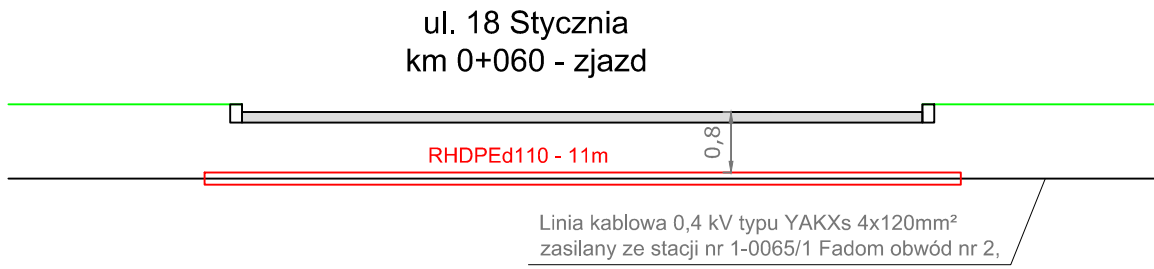 ul. 18 Stycznia
km 0+060 - zjazd
0,8
RHDPEd110 - 11m
Linia kablowa 0,4 kV typu YAKXs 4x120mm²
zasilany ze stacji nr 1-0065/1 Fadom obwód nr 2,